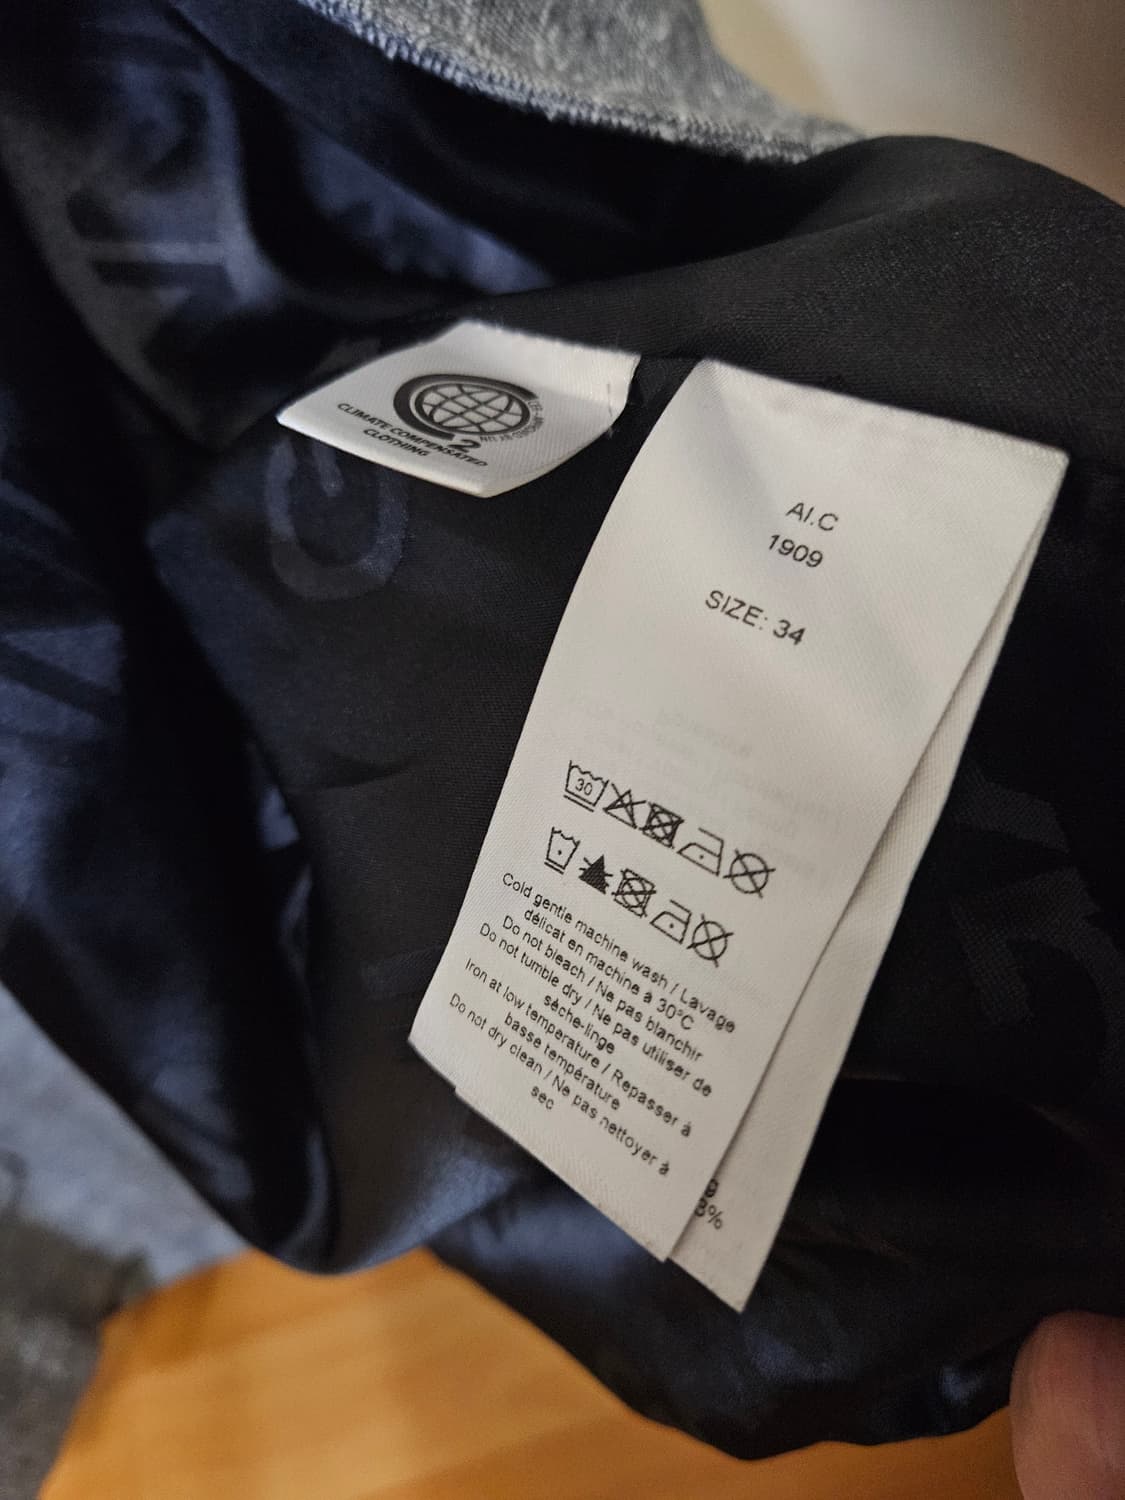 CLIMATE COMPENSATED
CLOTHING
2
AI.C
1909
SIZE: 34
30
Cold gentle machine wash / Lavage
délicat en machine à 30°C
Do not bleach / Ne pas blanchir
Do not tumble dry / Ne pas utiliser de
sèche-linge
Iron at low temperature / Repasser à
basse température
Do not dry clean / Ne pas nettoyer à
sec
3%